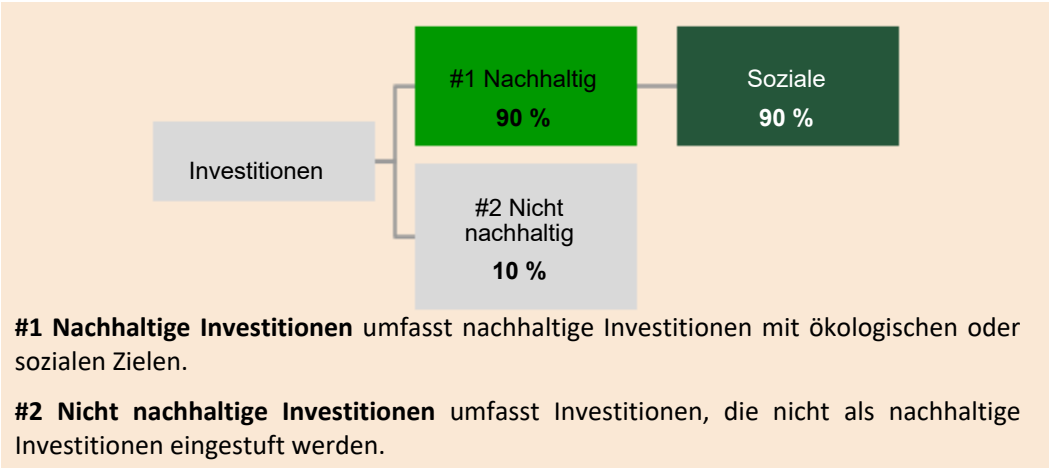 #1 Nachhaltig
90 %
Soziale
90 %
Investitionen
#2 Nicht
nachhaltig
10 %
#1 Nachhaltige Investitionen umfasst nachhaltige Investitionen mit ökologischen oder
sozialen Zielen.
#2 Nicht nachhaltige Investitionen umfasst Investitionen, die nicht als nachhaltige
Investitionen eingestuft werden.